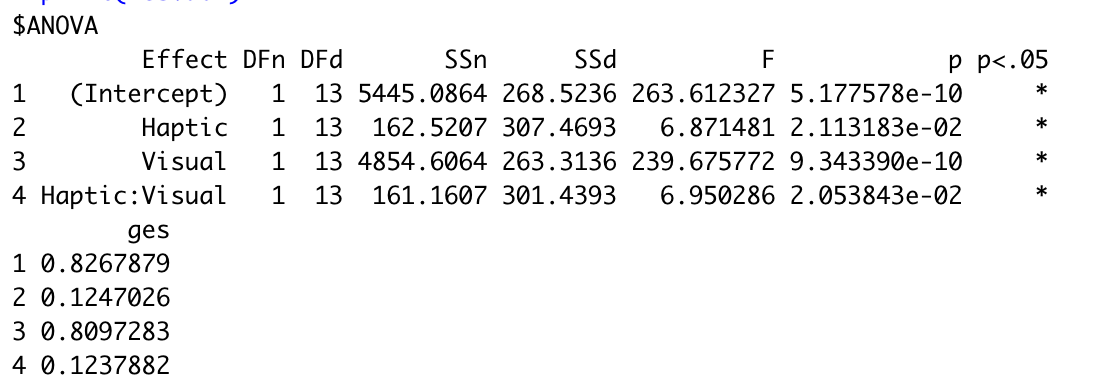 $ANOVA
         Effect DFn DFd       SSn      SSd          F            p p<.05
1   (Intercept)   1  13 5445.0864 268.5236 263.612327 5.177578e-10     *
2        Haptic   1  13  162.5207 307.4693   6.871481 2.113183e-02     *
3        Visual   1  13 4854.6064 263.3136 239.675772 9.343390e-10     *
4 Haptic:Visual   1  13  161.1607 301.4393   6.950286 2.053843e-02     *
        ges
1 0.8267879
2 0.1247026
3 0.8097283
4 0.1237882